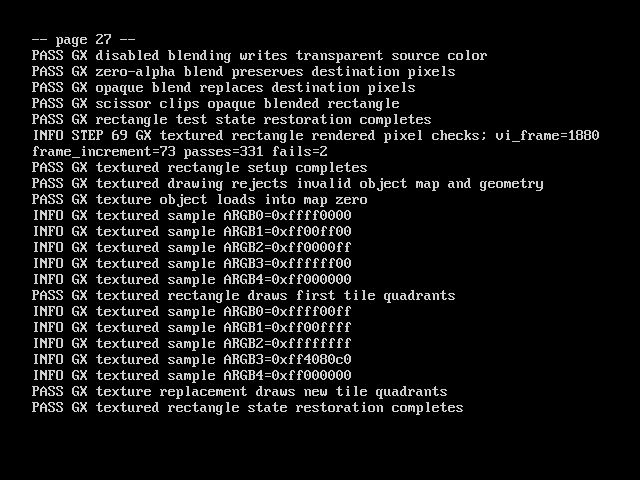 -- page 27 --
PASS GX disabled blending writes transparent source color
PASS GX zero-alpha blend preserves destination pixels
PASS GX opaque blend replaces destination pixels
PASS GX scissor clips opaque blended rectangle
PASS GX rectangle test state restoration completes
INFO STEP 69 GX textured rectangle rendered pixel checks; vi_frame=1880
frame_increment=73 passes=331 fails=2
PASS GX textured rectangle setup completes
PASS GX textured drawing rejects invalid object map and geometry
PASS GX texture object loads into map zero
INFO GX textured sample ARGB0=0xffff0000
INFO GX textured sample ARGB1=0xff00ff00
INFO GX textured sample ARGB2=0xff0000ff
INFO GX textured sample ARGB3=0xffffff00
INFO GX textured sample ARGB4=0xff000000
PASS GX textured rectangle draws first tile quadrants
INFO GX textured sample ARGB0=0xffff00ff
INFO GX textured sample ARGB1=0xff00ffff
INFO GX textured sample ARGB2=0xffffffff
INFO GX textured sample ARGB3=0xff4080c0
INFO GX textured sample ARGB4=0xff000000
PASS GX texture replacement draws new tile quadrants
PASS GX textured rectangle state restoration completes